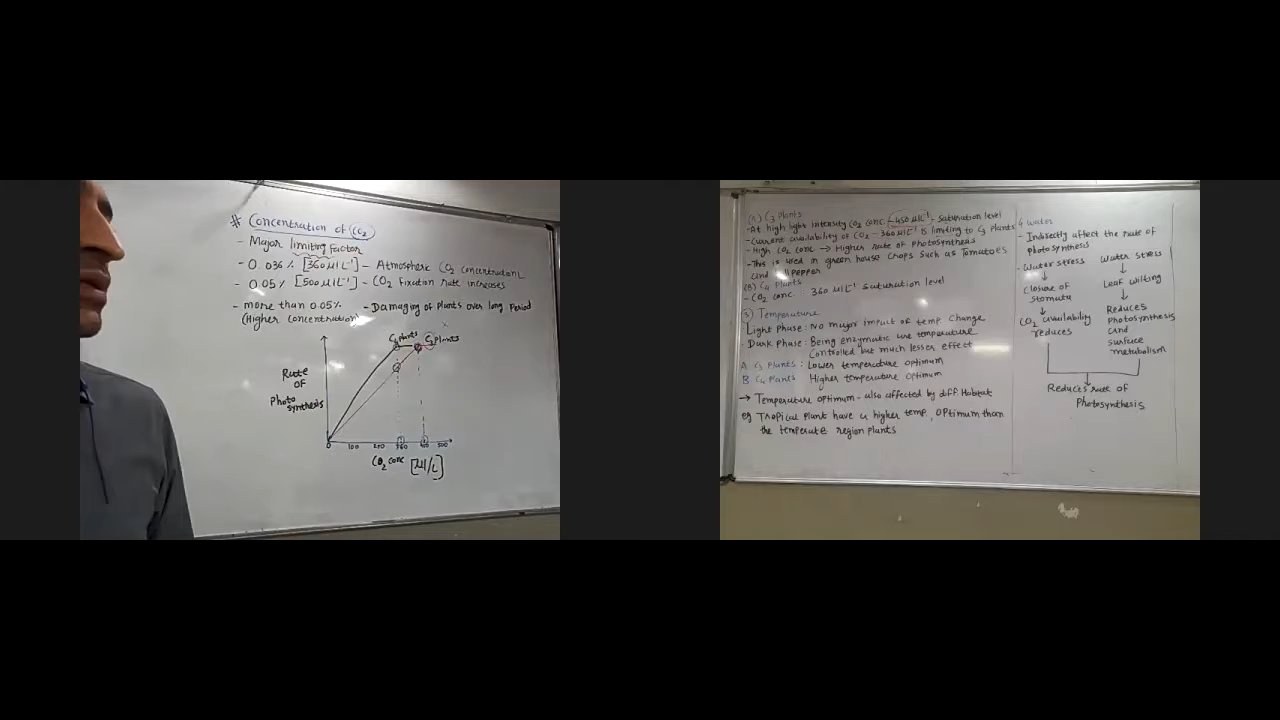 # Concentration of CO2
- Major limiting factor
- 0.036 % [360 μl L-1] - Atmospheric CO2 concentration
- 0.05 % [500 μl L-1] - CO2 fixation rate increases
- more than 0.05% - Damaging of plants over long Period
(Higher concentration)
C4 plants
C3 plants
Rate
OF
Photo
synthesis
0 100 200 360 450 500
CO2 conc [μl/L]
(A) C3 Plants
- At high light intensity CO2 conc. - 450 μl L-1 - Saturation level
- Current availability of CO2 - 360 μl L-1 is limiting to C3 plants
- High CO2 conc → Higher rate of Photosynthesis
- This is used in green house crops such as Tomatoes
and Pepper
(B) C4 Plants
- CO2 conc 360 μl L-1 Saturation level
③ Temperature
Light Phase : No major impact of temp change
- Dark Phase : Being enzymatic are temperature
Controlled but much lesser effect
A. C3 Plants : Lower temperature optimum
B. C4 Plants Higher temperature optimum
→ Temperature optimum - also affected by diff Habitat
eg Tropical Plant have a higher temp. Optimum than
the temperate region plants
4 water
- Indirectly affect the rate of
photosynthesis
- Water stress
↓
Closure of
stomata
↓
CO2 availability
reduces
Water stress
↓
Leaf wilting
↓
Reduces
Photosynthesis
and
surface
metabolism
Reduces rate of
Photosynthesis